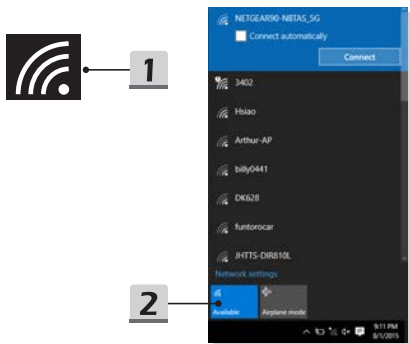 1
NETGEAR90-NBTAS_5G
Connect automatically
Connect
3402
Hsiao
Arthur-AP
billy0441
DK628
funtorocar
JHTTS-DIR810L
Network settings
2
Available
Airplane mode
9:11 PM
8/1/2015